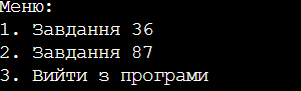 Меню:
1. Завдання 36
2. Завдання 87
3. Вийти з програми